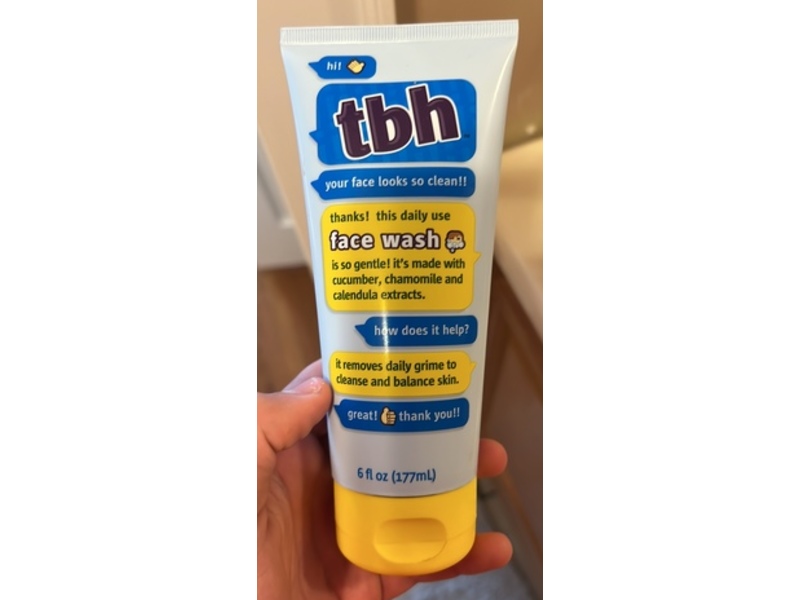 hi!
tbh™
your face looks so clean!!
thanks! this daily use
face wash
is so gentle! it's made with
cucumber, chamomile and
calendula extracts.
how does it help?
it removes daily grime to
cleanse and balance skin.
great! thank you!!
6 fl oz (177mL)